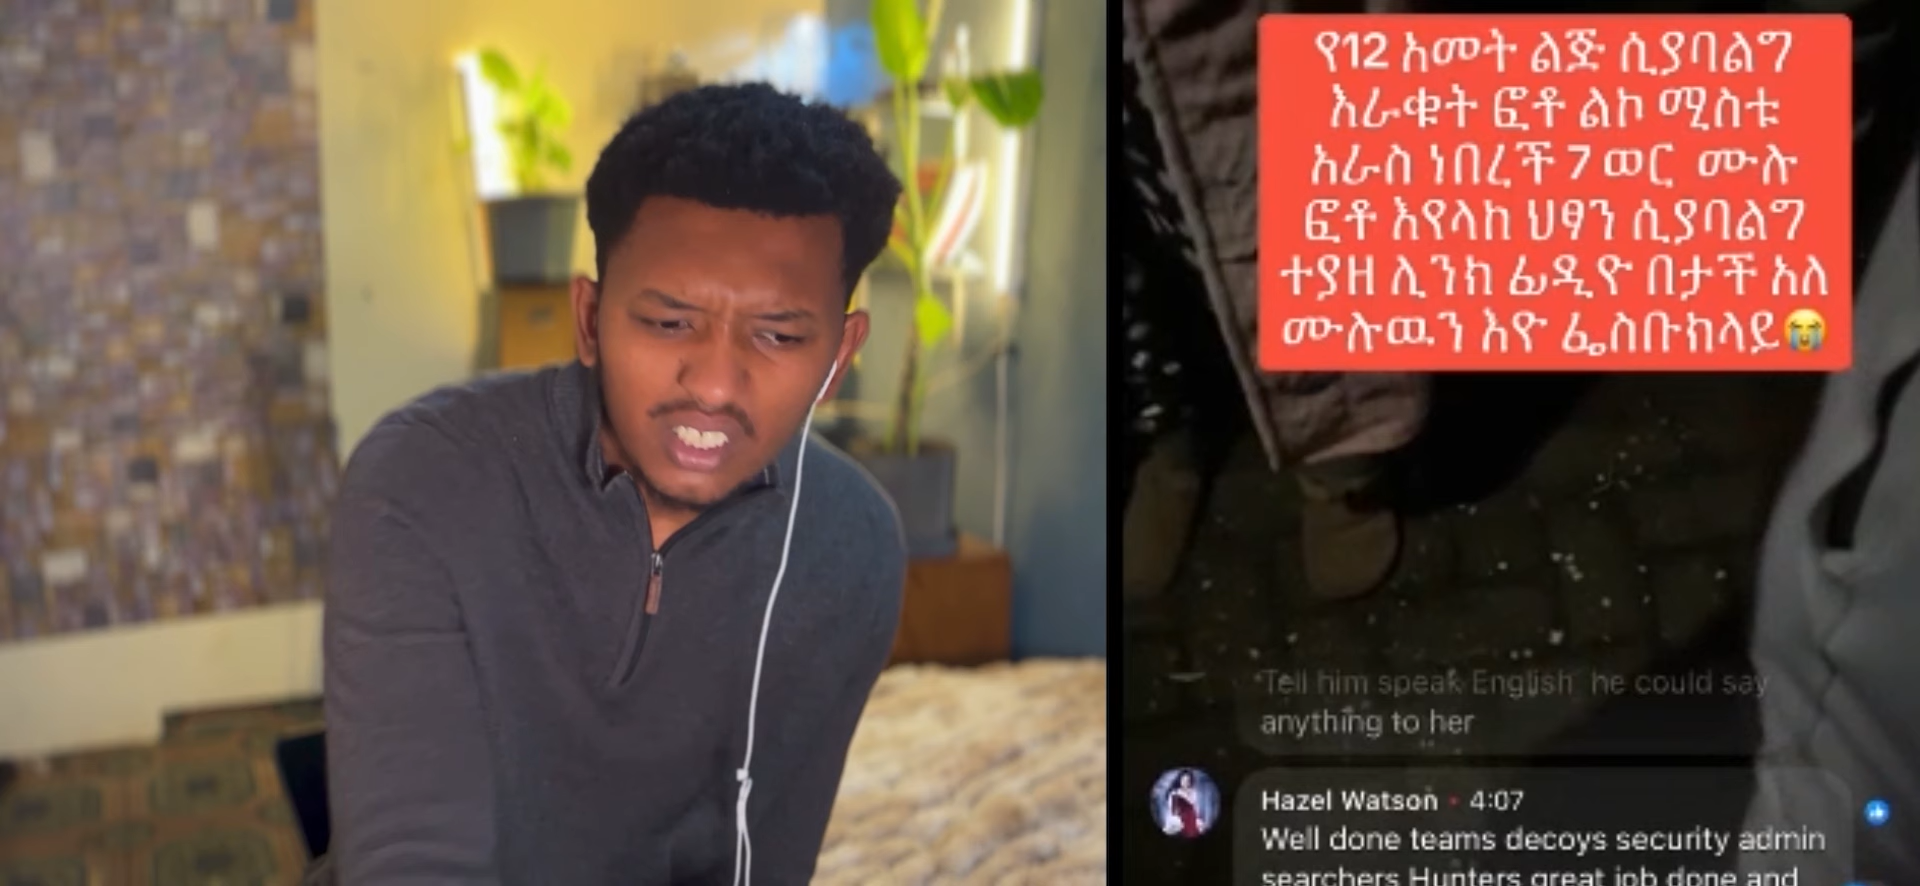 የ12 አመት ልጅ ሲያባልግ
እራቁት ፎቶ ልኮ ሚስቱ
አራስ ነበረች 7 ወር ሙሉ
ፎቶ እየላከ ህፃን ሲያባልግ
ተያዘ ሊንክ ፊዲዮ በታች አለ
ሙሉዉን እዮ ፌስቡክላይ😭
Tell him speak English he could say
anything to her
Hazel Watson • 4:07
Well done teams decoys security admin
searchers Hunters great job done and